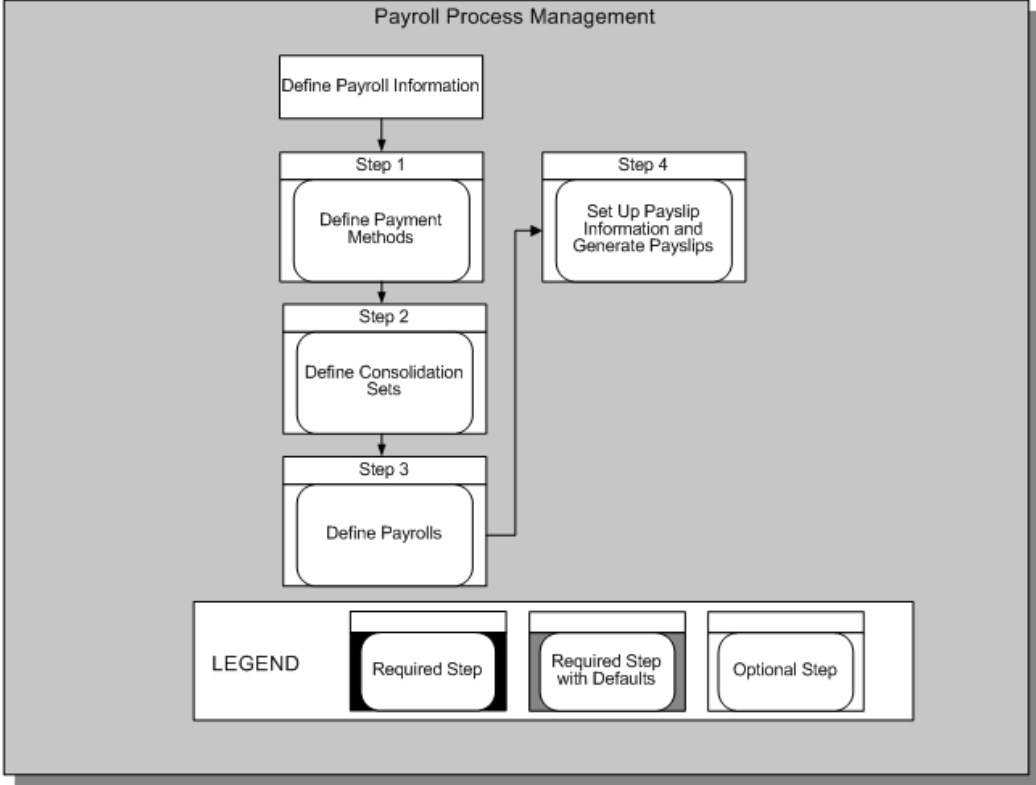 Payroll Process Management
Define Payroll Information
Step 1
Define Payment
Methods
Step 2
Define Consolidation
Sets
Step 3
Define Payrolls
Step 4
Set Up Payslip
Information and
Generate Payslips
LEGEND
Required Step
Required Step
with Defaults
Optional Step